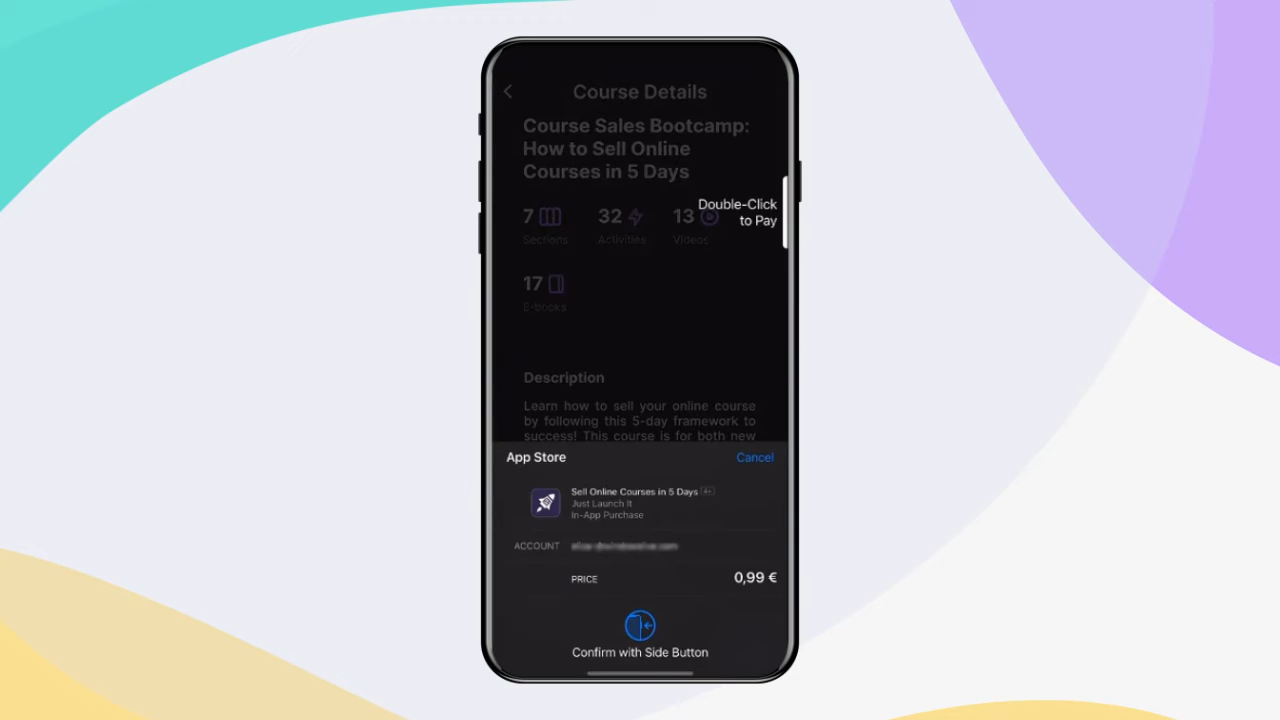 Course Details
Course Sales Bootcamp:
How to Sell Online
Courses in 5 Days
Double-Click
to Pay
7
32
13
Sections
Activities
Videos
17
E-books
Description
Learn how to sell your online course
by following this 5-day framework to
success! This course is for both new
App Store
Cancel
Sell Online Courses in 5 Days 4+
Just Launch It
In-App Purchase
ACCOUNT
PRICE
0,99 €
Confirm with Side Button